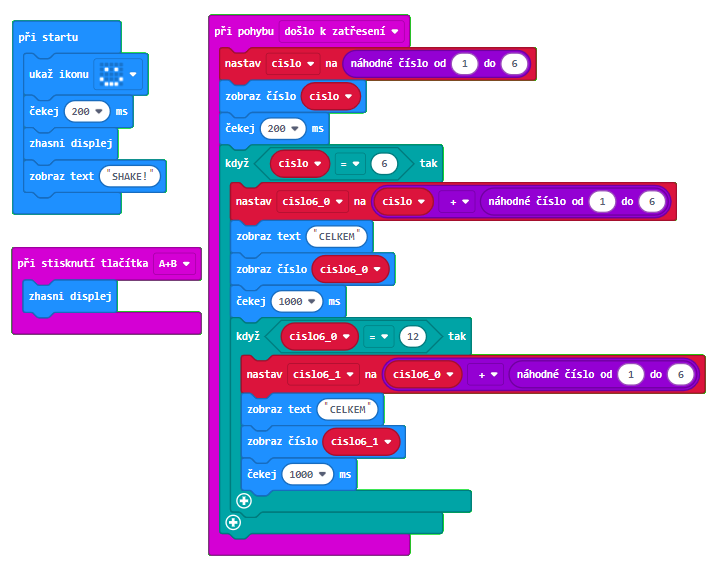 při startu
ukaž ikonu
čekej 200 ms
zhasni displej
zobraz text "SHAKE!"
při stisknutí tlačítka A+B
zhasni displej
při pohybu došlo k zatřesení
nastav cislo na náhodné číslo od 1 do 6
zobraz číslo cislo
čekej 200 ms
když cislo = 6 tak
nastav cislo6_0 na cislo + náhodné číslo od 1 do 6
zobraz text "CELKEM"
zobraz číslo cislo6_0
čekej 1000 ms
když cislo6_0 = 12 tak
nastav cislo6_1 na cislo6_0 + náhodné číslo od 1 do 6
zobraz text "CELKEM"
zobraz číslo cislo6_1
čekej 1000 ms